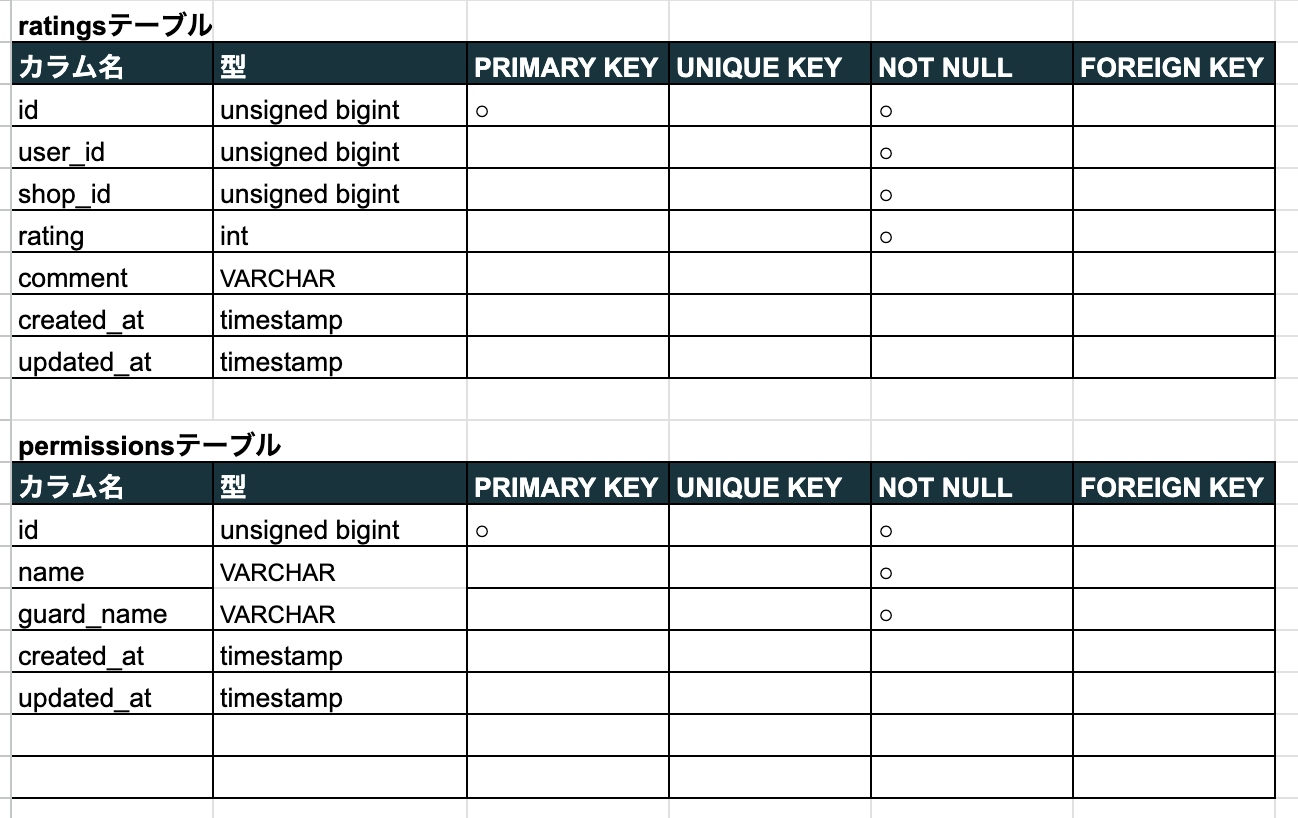 ratingsテーブル
カラム名 型 PRIMARY KEY UNIQUE KEY NOT NULL FOREIGN KEY
id unsigned bigint ○ ○
user_id unsigned bigint ○
shop_id unsigned bigint ○
rating int ○
comment VARCHAR
created_at timestamp
updated_at timestamp
permissionsテーブル
カラム名 型 PRIMARY KEY UNIQUE KEY NOT NULL FOREIGN KEY
id unsigned bigint ○ ○
name VARCHAR ○
guard_name VARCHAR ○
created_at timestamp
updated_at timestamp